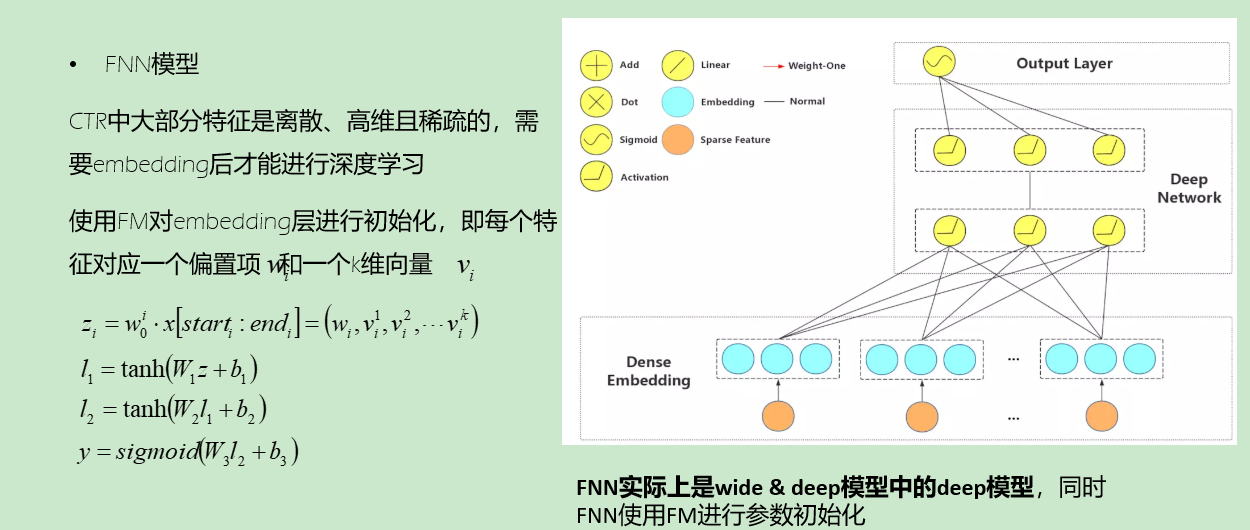 • FNN模型
CTR中大部分特征是离散、高维且稀疏的，需
要embedding后才能进行深度学习
使用FM对embedding层进行初始化，即每个特
征对应一个偏置项 w_i和一个k维向量 v_i
z_i = w_0^i · x[start_i : end_i] = (w_i, v_i^1, v_i^2, ⋯ v_i^k)
l_1 = tanh(W_1 z + b_1)
l_2 = tanh(W_2 l_1 + b_2)
y = sigmoid(W_3 l_2 + b_3)
Add
Linear
Weight-One
Dot
Embedding
Normal
Sigmoid
Sparse Feature
Activation
Output Layer
Deep
Network
Dense
Embedding
...
...
FNN实际上是wide & deep模型中的deep模型，同时
FNN使用FM进行参数初始化